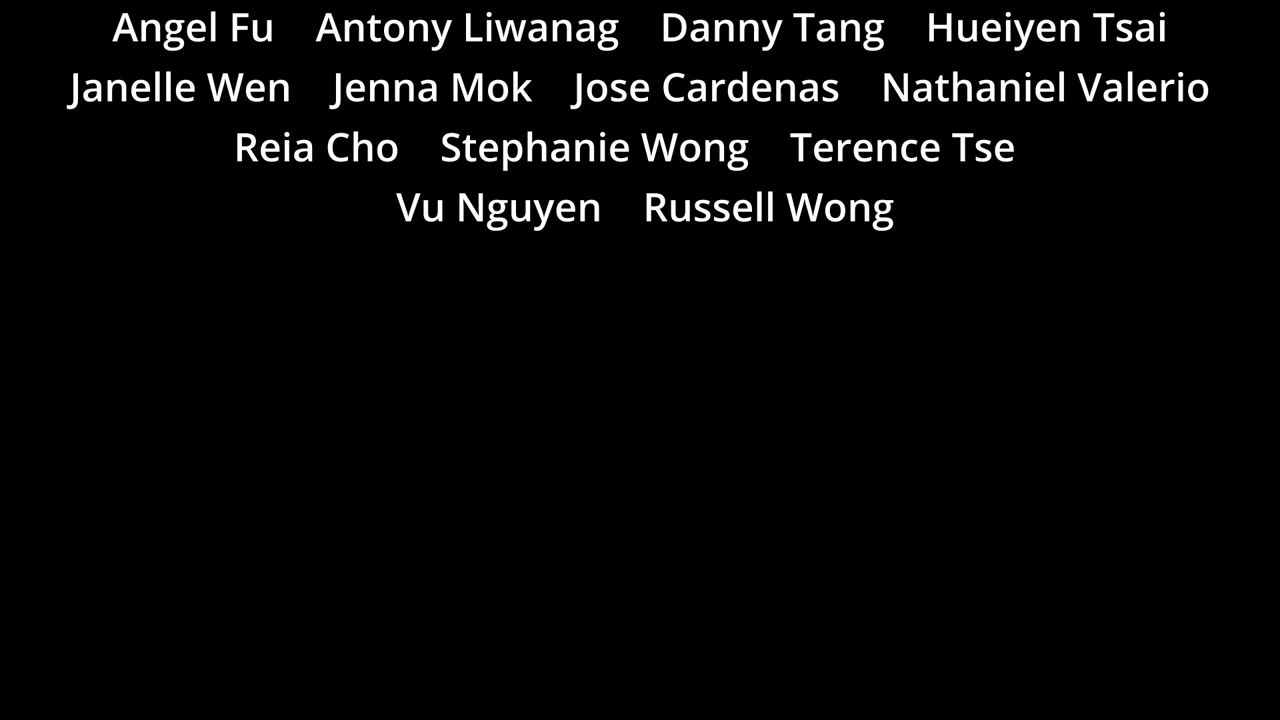 Angel Fu Antony Liwanag Danny Tang Hueiyen Tsai
Janelle Wen Jenna Mok Jose Cardenas Nathaniel Valerio
Reia Cho Stephanie Wong Terence Tse
Vu Nguyen Russell Wong